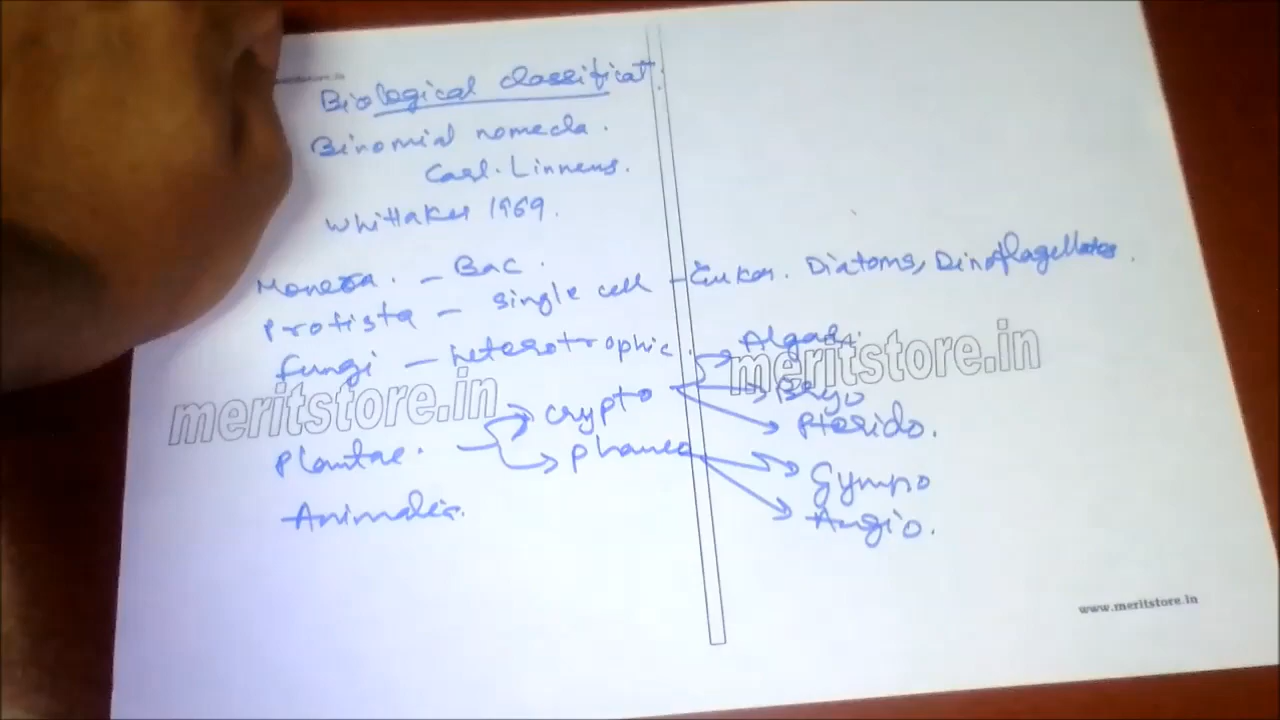 Biological classificat.
Binomial nomecla.
Carl. Linnens.
Whittaker 1969.
Monera. - Bac.
Protista - single cell - Eukar. Diatoms, Dinoflagellates.
Fungi - heterotrophic.
Plantae.
crypto
Algae.
Bryo
Pterido.
phanero
Gympo
Angio.
Animalia.
meritstore.in
meritstore.in
www.meritstore.in